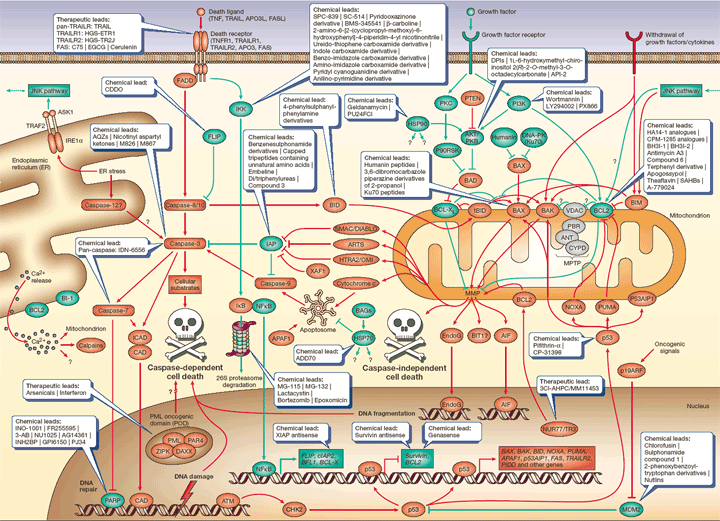 Therapeutic leads:
pan-TRAILR: TRAIL
TRAILR1: HGS-ETR1
TRAILR2: HGS-TR2J
FAS: C75 | EGCG | Cerulenin
Death ligand
(TNF, TRAIL, APO3L, FASL)
Death receptor
(TNFR1, TRAILR1,
TRAILR2, APO3, FAS)
Chemical leads:
SPC-839 | SC-514 | Pyridooxazinone
derivative | BMS-345541 | β-carboline |
2-amino-6-[2-(cyclopropyl-methoxy)-6-
hydroxyphenyl]-4-piperidin-4-yl nicotinonitrile |
Ureido-thiophene carboxamide derivative |
Indole carboxamide derivative |
Benzo-imidazole carboxamide derivative |
Amino-imidazole carboxamide derivative |
Pyridyl cyanoguanidine derivative |
Anilino-pyrimidine derivative
Growth factor
Growth factor receptor
Chemical leads:
DPIs | 1L-6-hydroxymethyl-chiro-
inositol 2(R)-2-O-methyl-3-O-
octadecylcarbonate | API-2
Withdrawal of
growth factors/cytokines
FADD
IKK
PKC
PTEN
PI3K
Chemical leads:
Wortmannin |
LY294002 | PX866
JNK pathway
ASK1
TRAF2
IRE1α
Chemical lead:
CDDO
FLIP
Chemical leads:
4-phenylsulphanyl-
phenylamine
derivatives
Chemical leads:
Geldanamycin |
PU24FCI
HSP90
AKT/
PKB
P90RSK
Humanin
DNA-PK
/Ku70
BAX
BAD
JNK pathway
Chemical leads:
HA14-1 analogues |
CPM-1285 analogues |
BH3I-1 | BH3I-2 |
Antimycin A3 |
Compound 6 |
Terphenyl derivative |
Apogossypol |
Theaflavin | SAHBs |
A-779024
Chemical leads:
AQZs | Nicotinyl aspartyl
ketones | M826 | M867
Chemical leads:
Benzenesulphonamide
derivatives | Capped
tripeptides containing
unnatural amino acids |
Embeline |
Di/triphenylureas |
Compound 3
Chemical leads:
Humanin peptides |
3,6-dibromocarbazole
piperazine derivatives
of 2-propanol |
Ku70 peptides
Endoplasmic
reticulum (ER)
ER stress
Caspase-12?
Caspase-8/10
BID
BCL-XL
tBID
BAX
BAK
VDAC
BCL2
BIM
PBR
ANT
CYPD
MPTP
Mitochondrion
Chemical lead:
Pan-caspase: IDN-6556
Caspase-3
IAP
SMAC/DIABLO
ARTS
HTRA2/OMI
XAF1
Cytochrome c
Caspase-9
Cellular
substrates
MMP
BCL2
NOXA
PUMA
P53AIP1
Ca2+
release
BCL2
BI-1
Ca2+
Mitochondrion
Calpains
Caspase-7
ICAD
CAD
IκB
NFκB
Apoptosome
APAF1
BAGs
HSP70
Chemical lead:
ADD70
EndoG
BIT1?
AIF
p53
p19ARF
Oncogenic
signals
Caspase-dependent
cell death
Caspase-independent
cell death
26S proteasome
degradation
Chemical leads:
MG-115 | MG-132 |
Lactacystin |
Bortezomib | Epoxomicin
Therapeutic lead:
3Cl-AHPC/MM11453
Therapeutic leads:
Arsenicals | Interferon
DNA fragmentation
EndoG
AIF
NUR77/TR3
Nucleus
PML oncogenic
domain (POD)
PML
PAR4
ZIPK
DAXX
Chemical leads:
INO-1001 | FR255595 |
3-AB | NU1025 | AG14361 |
INH2BP | GPI6150 | PJ34
Chemical lead:
XIAP antisense
Chemical lead:
Survivin antisense
Chemical leads:
Chlorofusin |
Sulphonamide
compound 1 |
2-phenoxybenzoyl-
tryptophan derivatives |
Nutlins
DNA
repair
PARP
CAD
DNA damage
ATM
NFκB
FLIP, cIAP2,
BFL1, BCL-XL
p53
Survivin,
BCL2
p53
BAX, BAK, BID, NOXA, PUMA,
APAF1, p53AIP1, FAS, TRAILR2,
PIDD and other genes
CHK2
p53
MDM2